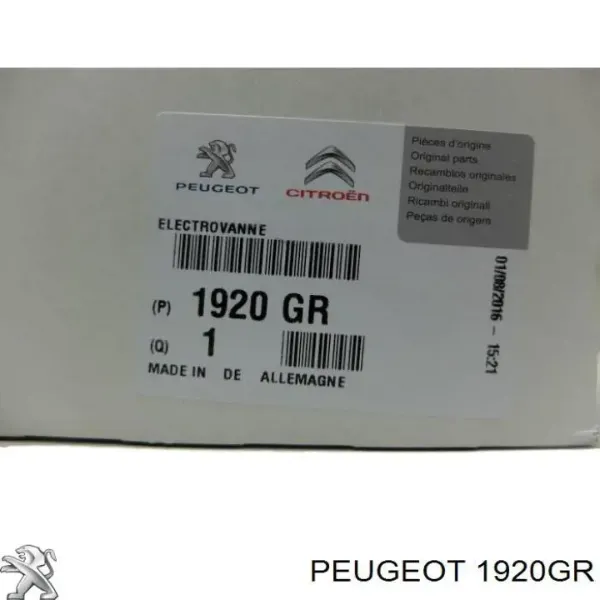 PEUGEOT
CITROËN
Pièces d'origine
Original parts
Recambios originales
Originalteile
Ricambi originali
Peças de origem
ELECTROVANNE
(P) 1920 GR
(Q) 1
MADE IN DE ALLEMAGNE
01/08/2016 - 15:21
PEUGEOT 1920GR